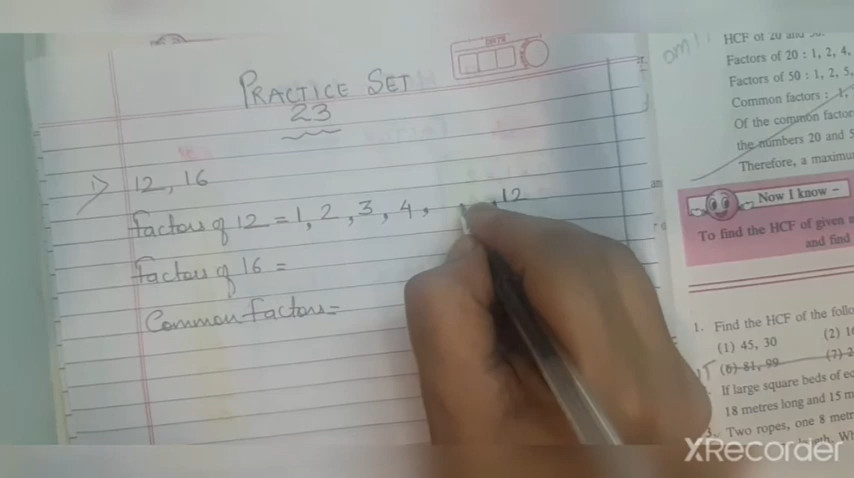 DATE
PRACTICE SET
23
1) 12, 16
Factors of 12 = 1, 2, 3, 4, , 12
Factors of 16 =
Common Factors =
HCF of 20 and 50.
Factors of 20 : 1, 2, 4,
Factors of 50 : 1, 2, 5,
Common factors : 1,
Of the common factor
the numbers 20 and 5
Therefore, a maximu
Now I know –
To find the HCF of given
and find
1. Find the HCF of the follo
(1) 45, 30 (2) 16
(6) 81, 99 (7) 2
If large square beds of eq
18 metres long and 15 m
3. Two ropes, one 8 metr
XRecorder